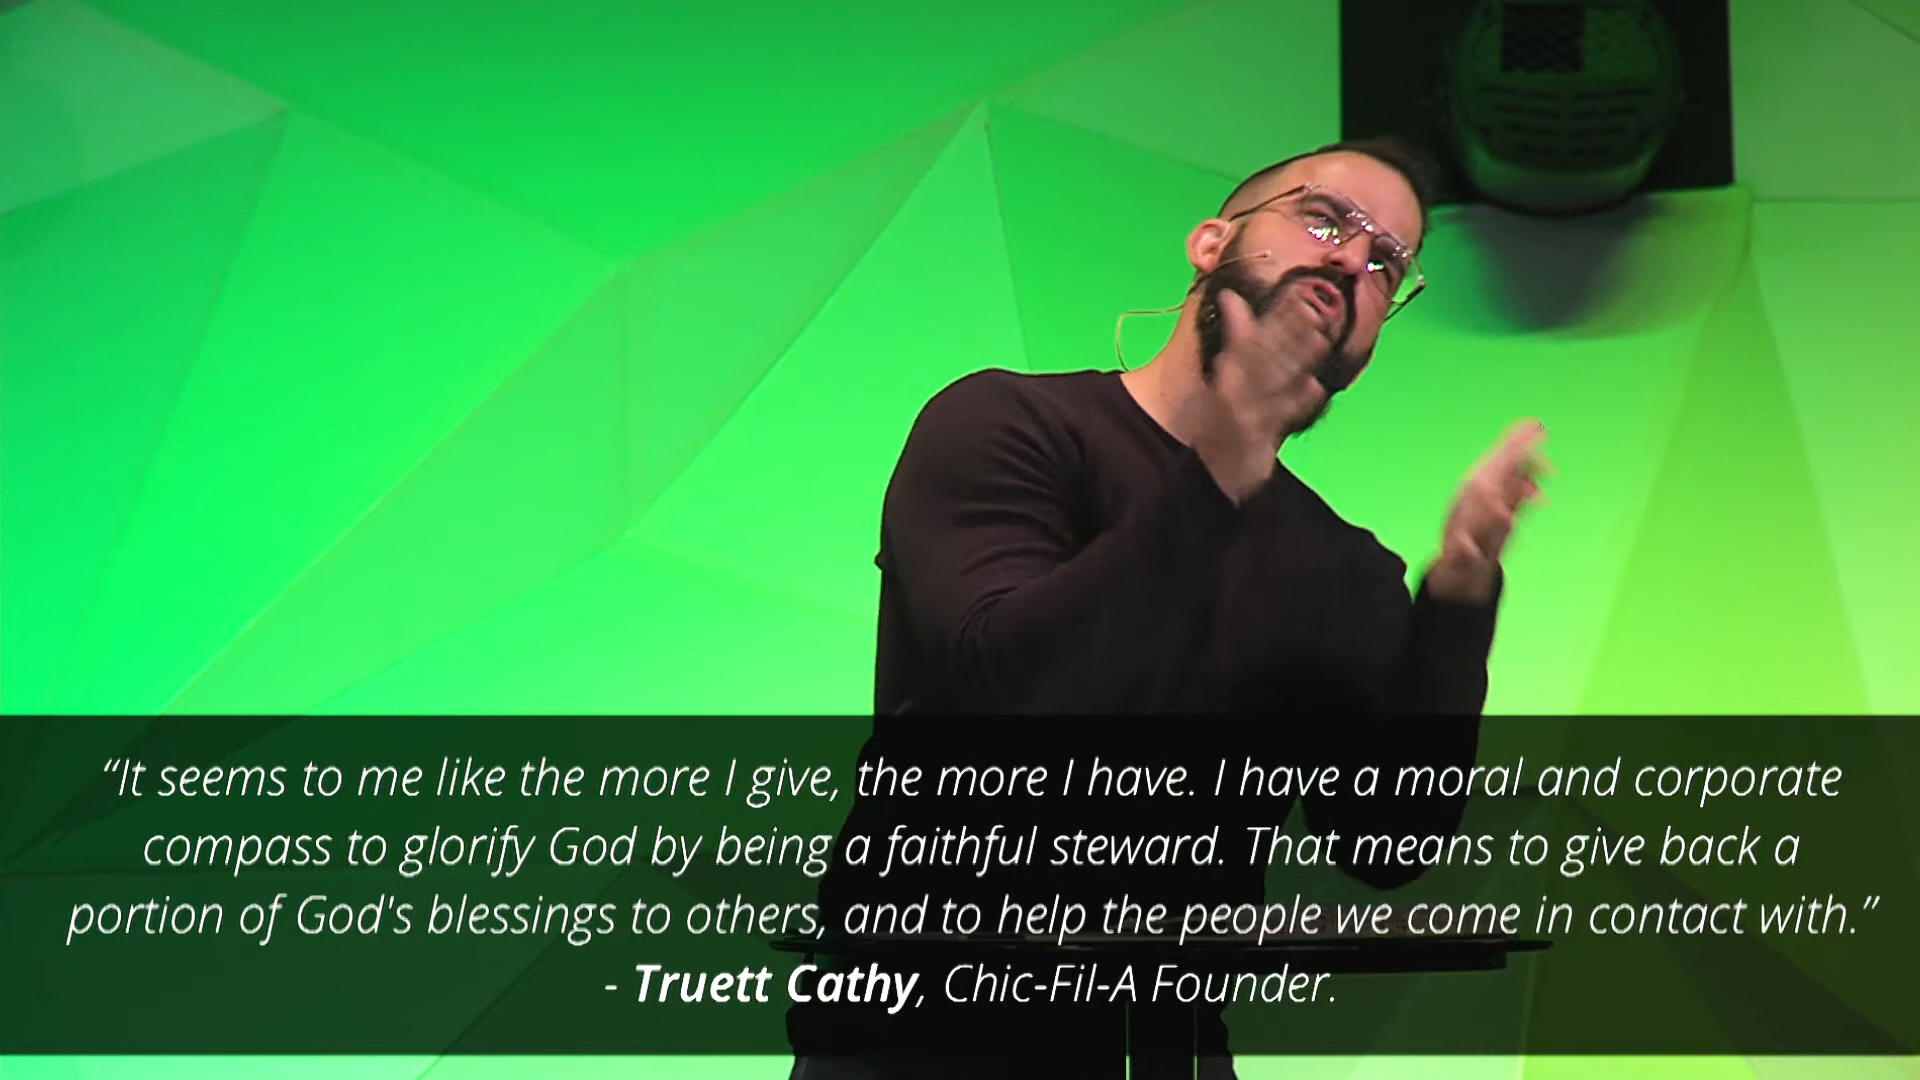 “It seems to me like the more I give, the more I have. I have a moral and corporate
compass to glorify God by being a faithful steward. That means to give back a
portion of God's blessings to others, and to help the people we come in contact with.”
- Truett Cathy, Chic-Fil-A Founder.